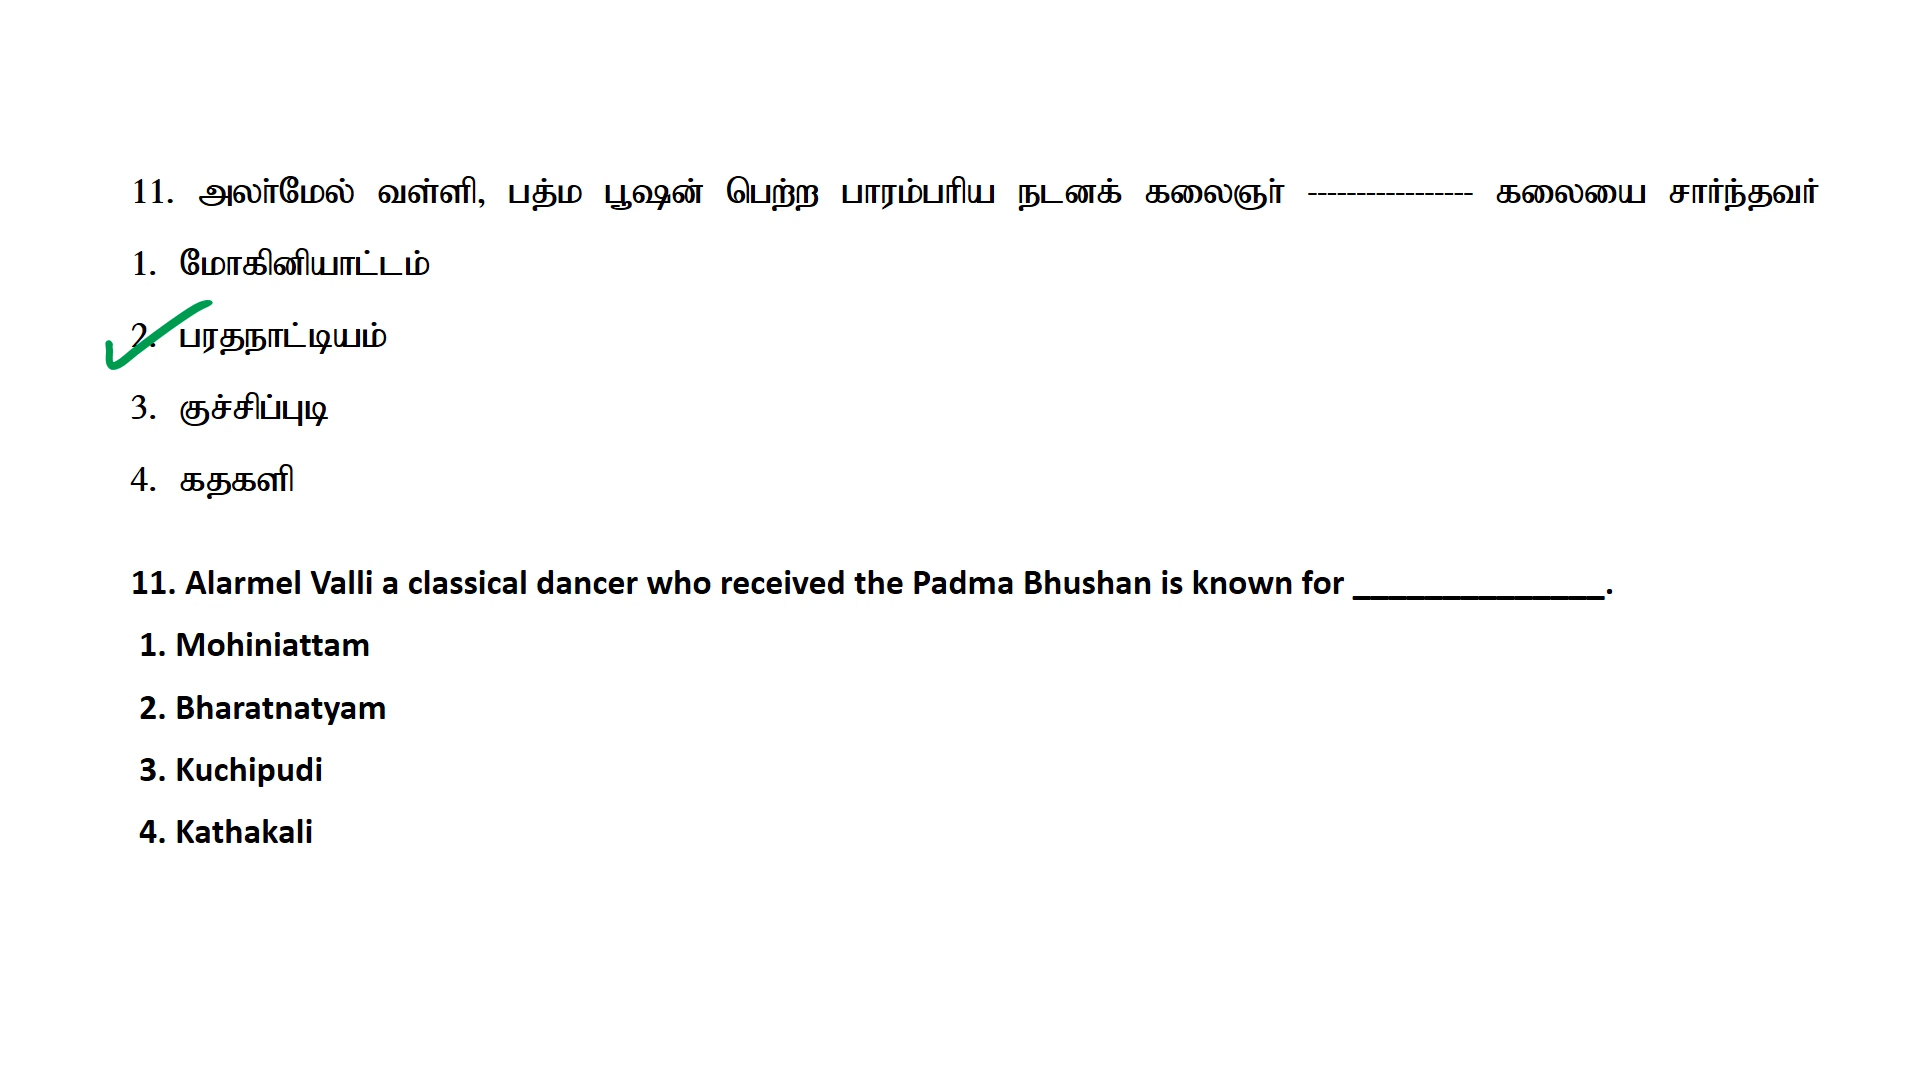 11. அலர்மேல் வள்ளி, பத்ம பூஷன் பெற்ற பாரம்பரிய நடனக் கலைஞர் ----------------- கலையை சார்ந்தவர்
1. மோகினியாட்டம்
2. பரதநாட்டியம்
3. குச்சிப்புடி
4. கதகளி
11. Alarmel Valli a classical dancer who received the Padma Bhushan is known for ______________.
1. Mohiniattam
2. Bharatnatyam
3. Kuchipudi
4. Kathakali